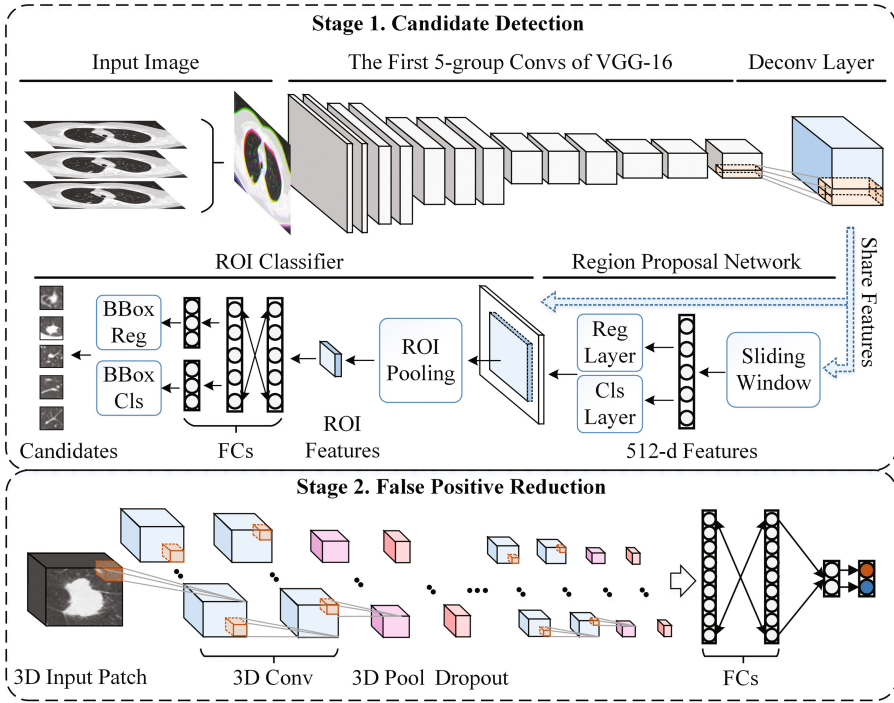 Stage 1. Candidate Detection
Input Image
The First 5-group Convs of VGG-16
Deconv Layer
Share Features
ROI Classifier
Region Proposal Network
BBox
Reg
BBox
Cls
ROI
Pooling
Reg
Layer
Cls
Layer
Sliding
Window
Candidates
FCs
ROI
Features
512-d Features
Stage 2. False Positive Reduction
3D Input Patch
3D Conv
3D Pool
Dropout
FCs